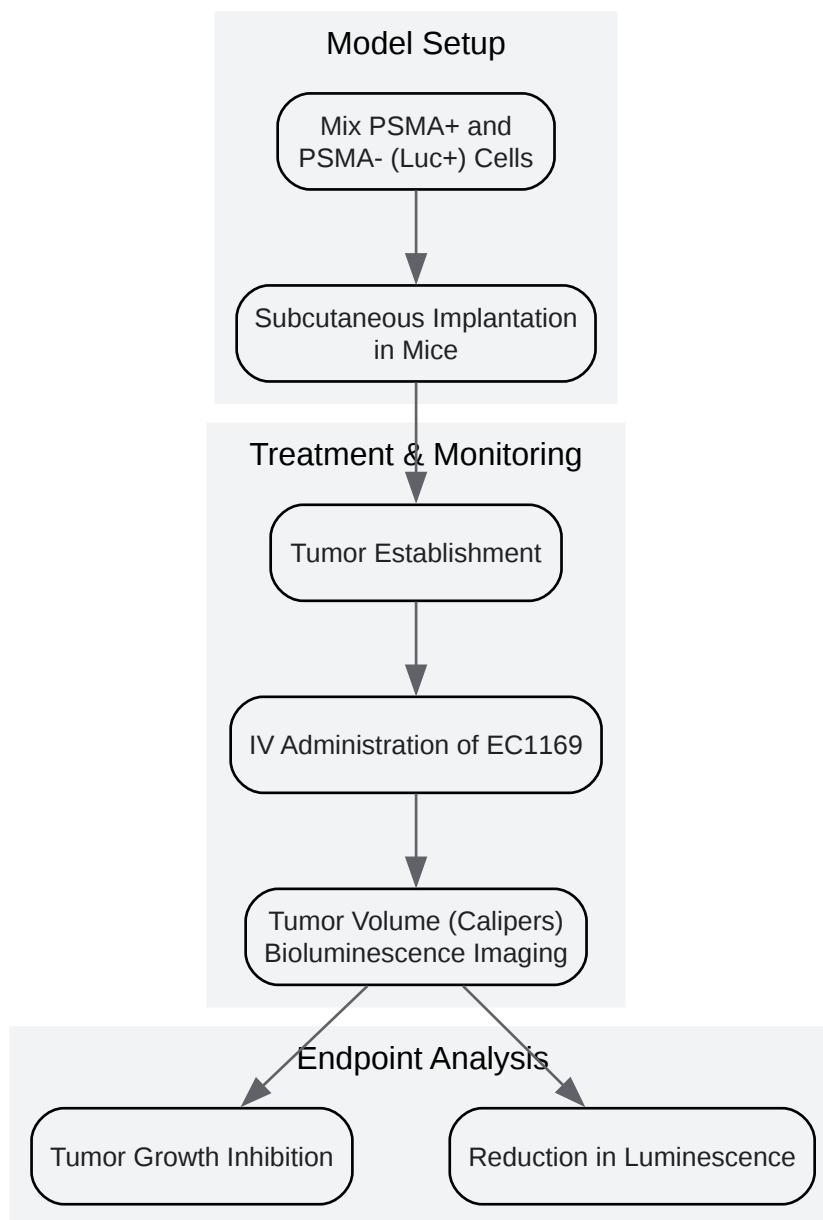 Model Setup
Mix PSMA+ and
PSMA- (Luc+) Cells
Subcutaneous Implantation
in Mice
Treatment & Monitoring
Tumor Establishment
IV Administration of EC1169
Tumor Volume (Calipers)
Bioluminescence Imaging
Endpoint Analysis
Tumor Growth Inhibition
Reduction in Luminescence